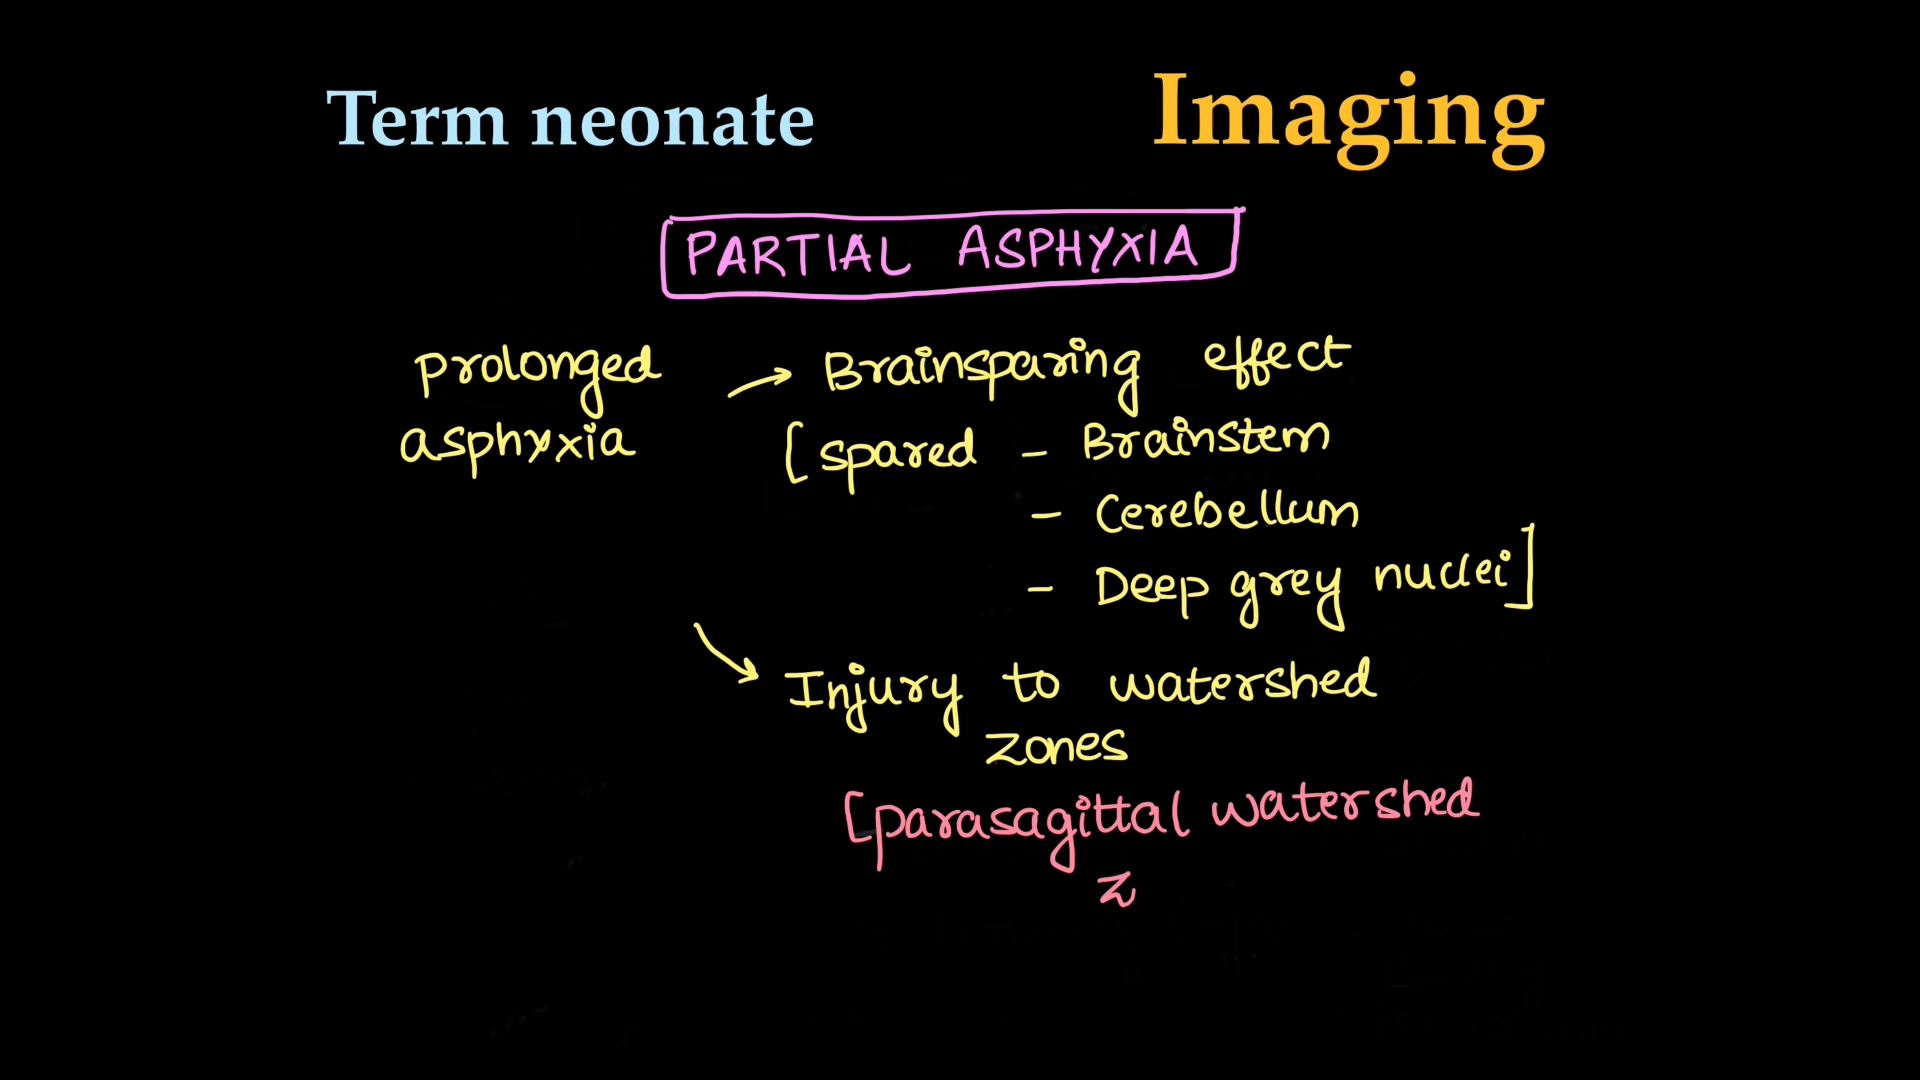 Term neonate Imaging
PARTIAL ASPHYXIA
Prolonged → Brainsparing effect
asphyxia [spared - Brainstem
- Cerebellum
- Deep grey nuclei]
→ Injury to watershed
zones
[parasagittal watershed
z